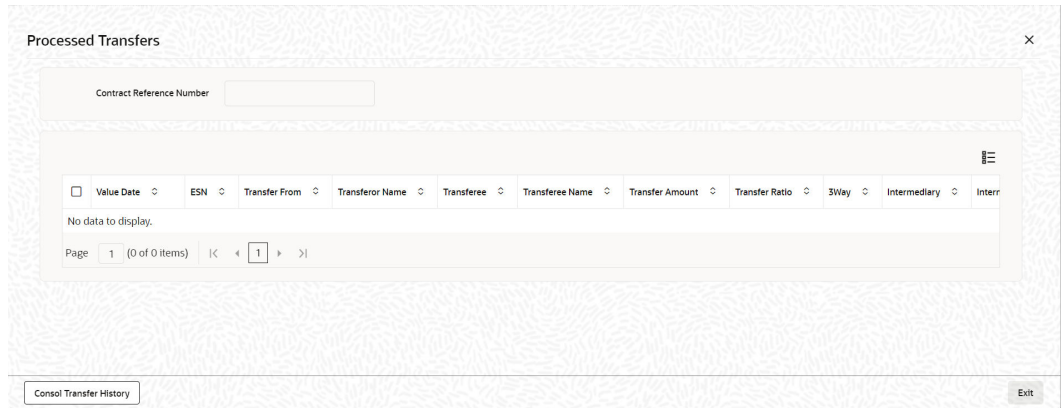 Processed Transfers
Contract Reference Number
Value Date ESN Transfer From Transferor Name Transferee Transferee Name Transfer Amount Transfer Ratio 3Way Intermediary Interm
No data to display.
Page 1 (0 of 0 items) 1
Consol Transfer History Exit